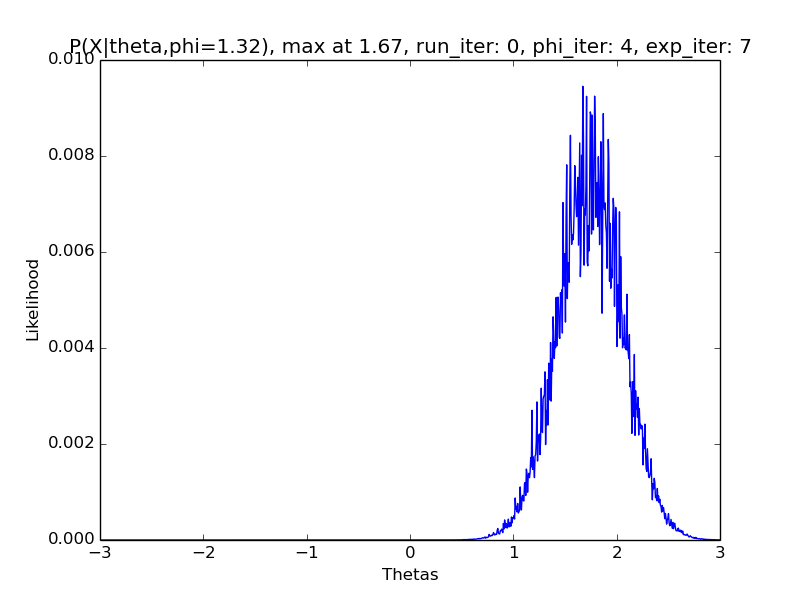 P(X|theta,phi=1.32), max at 1.67, run_iter: 0, phi_iter: 4, exp_iter: 7
0.010
0.008
0.006
0.004
0.002
0.000
Likelihood
−3 −2 −1 0 1 2 3
Thetas